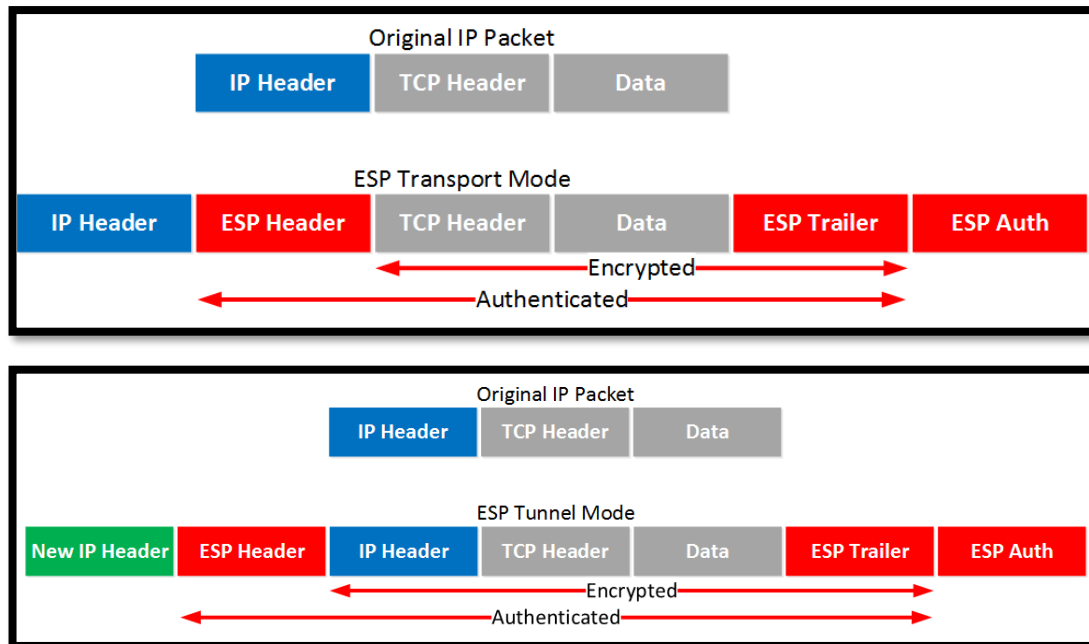 Original IP Packet
IP Header TCP Header Data
ESP Transport Mode
IP Header ESP Header TCP Header Data ESP Trailer ESP Auth
Encrypted
Authenticated
Original IP Packet
IP Header TCP Header Data
ESP Tunnel Mode
New IP Header ESP Header IP Header TCP Header Data ESP Trailer ESP Auth
Encrypted
Authenticated